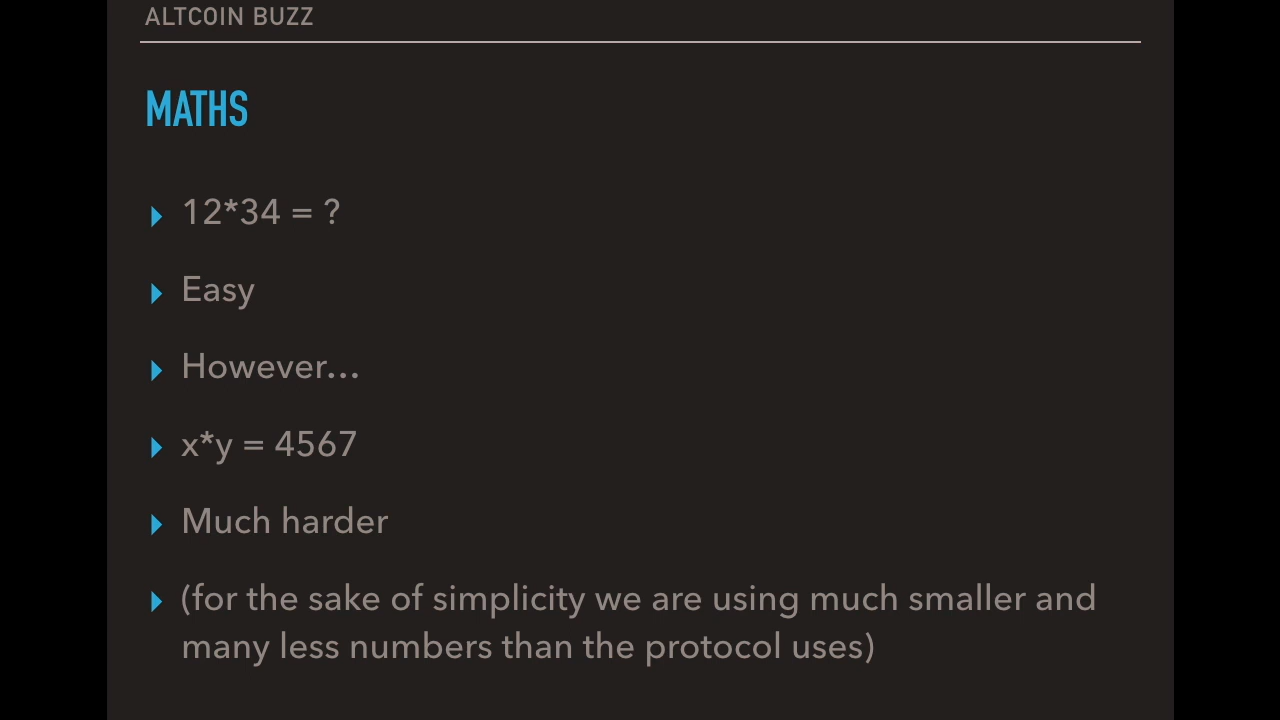 ALTCOIN BUZZ
MATHS
12*34 = ?
Easy
However...
x*y = 4567
Much harder
(for the sake of simplicity we are using much smaller and
many less numbers than the protocol uses)